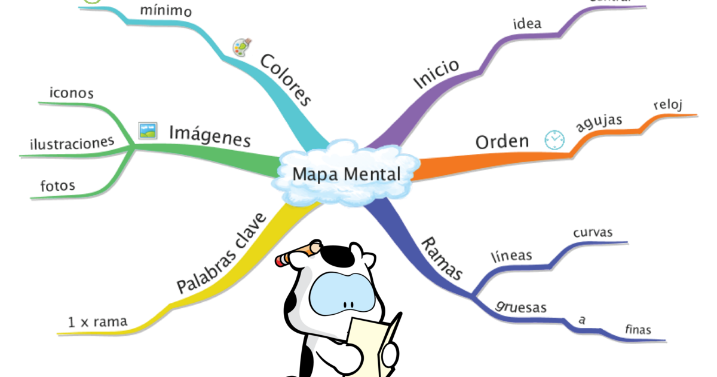 mínimo
Colores
Inicio
idea
iconos
Imágenes
ilustraciones
fotos
Orden
agujas
reloj
Mapa Mental
Palabras clave
1 x rama
Ramas
líneas
curvas
gruesas
a
finas